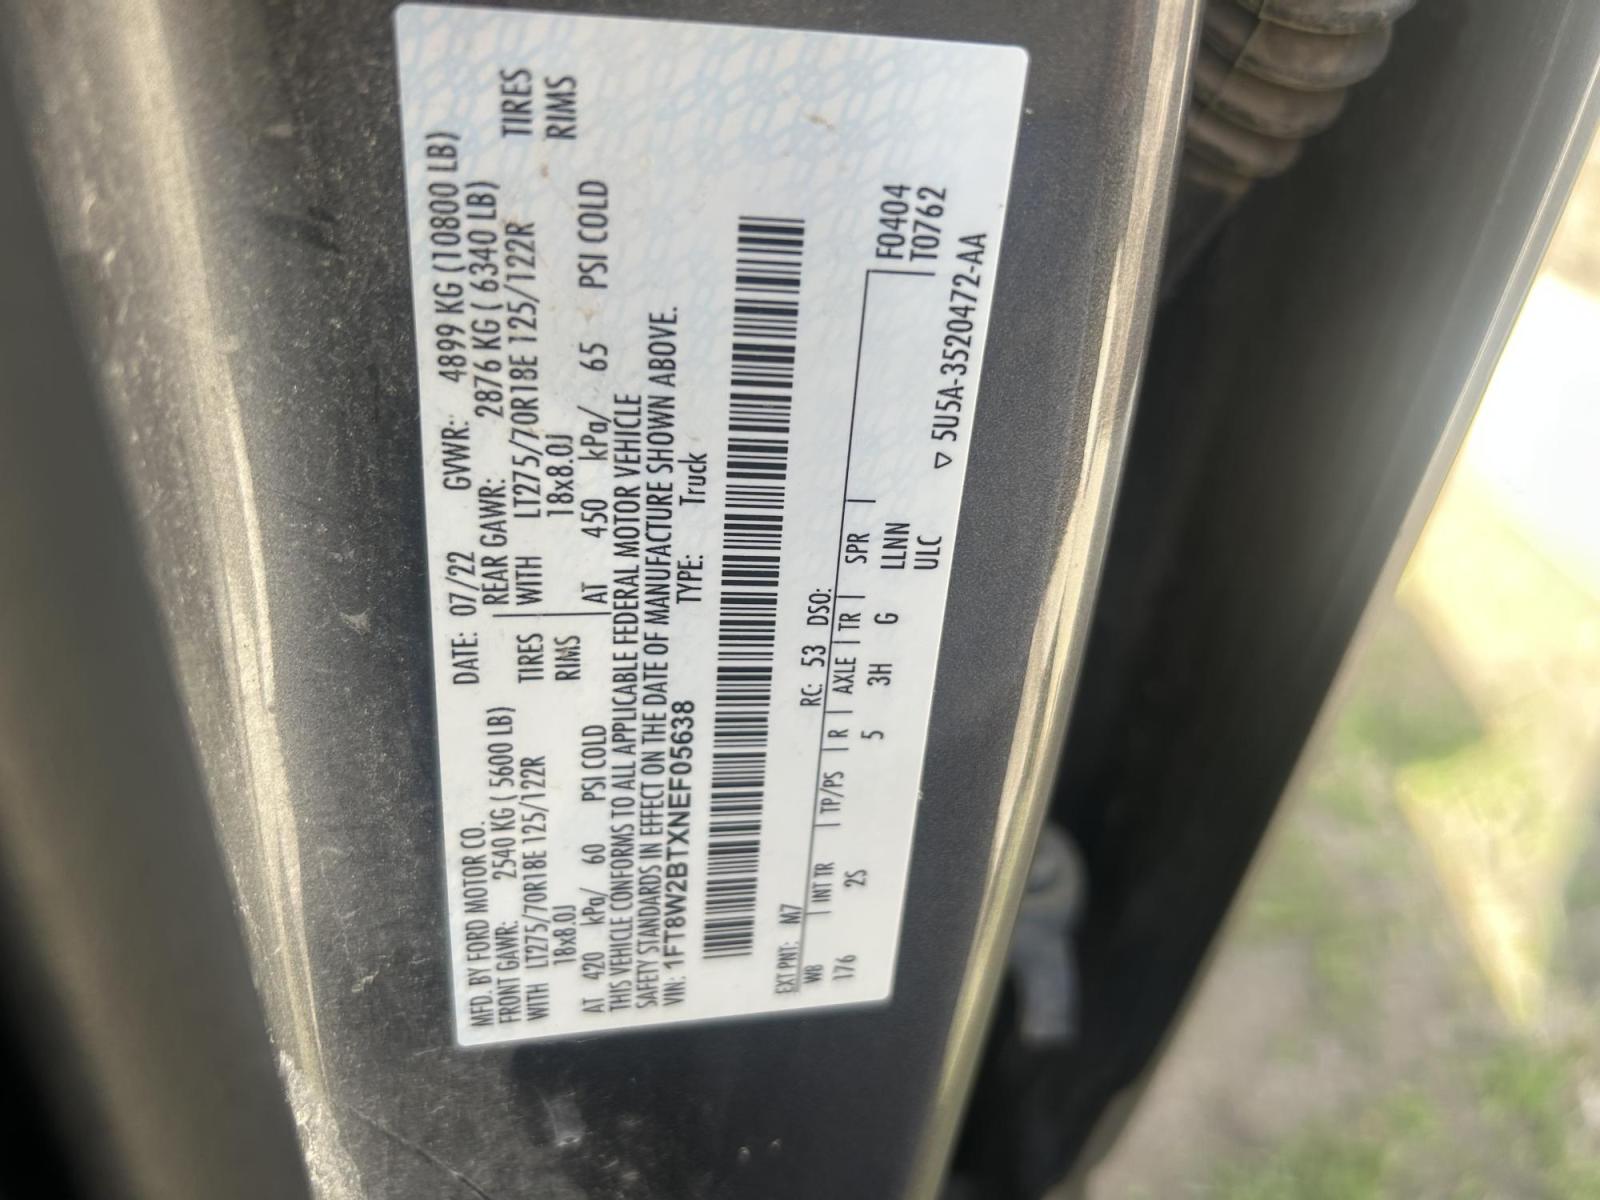 MFD. BY FORD MOTOR CO. DATE: 07/22 GVWR: 4899 KG (10800 LB)
FRONT GAWR: 2540 KG ( 5600 LB) REAR GAWR: 2876 KG ( 6340 LB)
WITH LT275/70R18E 125/122R TIRES WITH LT275/70R18E 125/122R TIRES
18x8.0J RIMS 18x8.0J RIMS
AT 420 kPa/ 60 PSI COLD AT 450 kPa/ 65 PSI COLD
THIS VEHICLE CONFORMS TO ALL APPLICABLE FEDERAL MOTOR VEHICLE
SAFETY STANDARDS IN EFFECT ON THE DATE OF MANUFACTURE SHOWN ABOVE.
VIN: 1FT8W2BTXNEF05638 TYPE: Truck
EXT PNT: M7 RC: 53 DSO:
WB INT TR TP/PS R AXLE TR SPR F0404
176 2S 5 3H G LLNN T0762
ULC
▽ 5U5A-3520472-AA